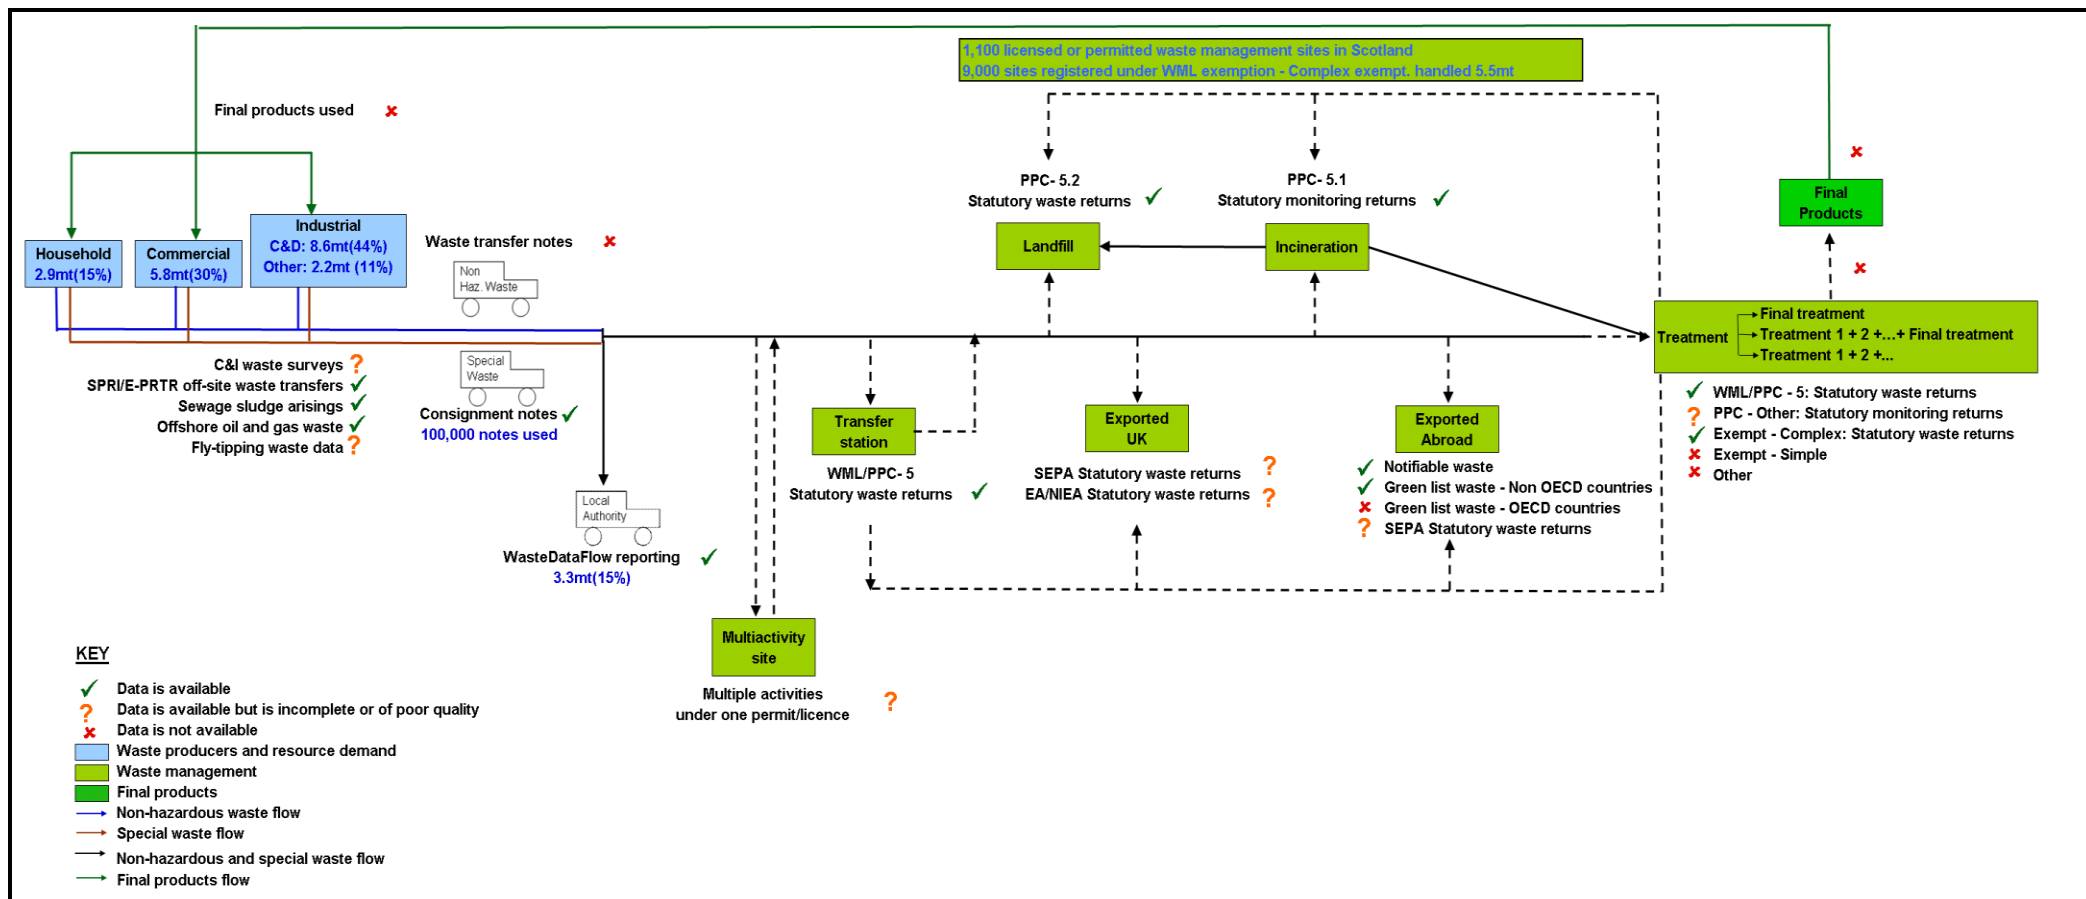 1,100 licensed or permitted waste management sites in Scotland
9,000 sites registered under WML exemption - Complex exempt. handled 5.5mt
Final products used
PPC- 5.2
Statutory waste returns
PPC- 5.1
Statutory monitoring returns
Final
Products
Household
2.9mt(15%)
Commercial
5.8mt(30%)
Industrial
C&D: 8.6mt(44%)
Other: 2.2mt (11%)
Waste transfer notes
Non
Haz. Waste
Landfill
Incineration
Treatment
Final treatment
Treatment 1 + 2 +...+ Final treatment
Treatment 1 + 2 +...
C&I waste surveys
SPRI/E-PRTR off-site waste transfers
Sewage sludge arisings
Offshore oil and gas waste
Fly-tipping waste data
Special
Waste
Consignment notes
100,000 notes used
Transfer
station
WML/PPC- 5
Statutory waste returns
Exported
UK
SEPA Statutory waste returns
EA/NIEA Statutory waste returns
Exported
Abroad
Notifiable waste
Green list waste - Non OECD countries
Green list waste - OECD countries
SEPA Statutory waste returns
WML/PPC - 5: Statutory waste returns
PPC - Other: Statutory monitoring returns
Exempt - Complex: Statutory waste returns
Exempt - Simple
Other
Local
Authority
WasteDataFlow reporting
3.3mt(15%)
Multiactivity
site
Multiple activities
under one permit/licence
KEY
Data is available
Data is available but is incomplete or of poor quality
Data is not available
Waste producers and resource demand
Waste management
Final products
Non-hazardous waste flow
Special waste flow
Non-hazardous and special waste flow
Final products flow